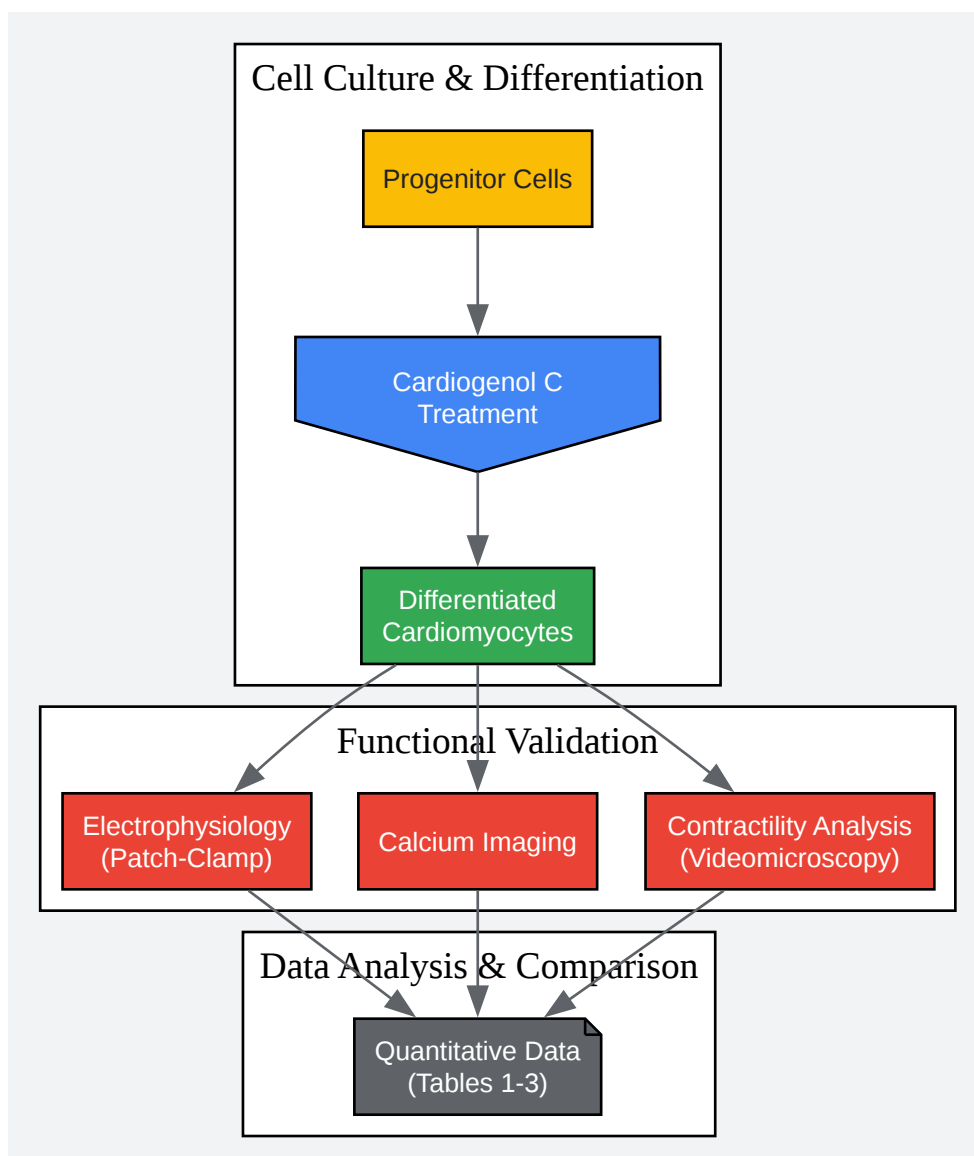 Cell Culture & Differentiation
Progenitor Cells
Cardiogenol C
Treatment
Differentiated
Cardiomyocytes
Functional Validation
Electrophysiology
(Patch-Clamp)
Calcium Imaging
Contractility Analysis
(Videomicroscopy)
Data Analysis & Comparison
Quantitative Data
(Tables 1-3)